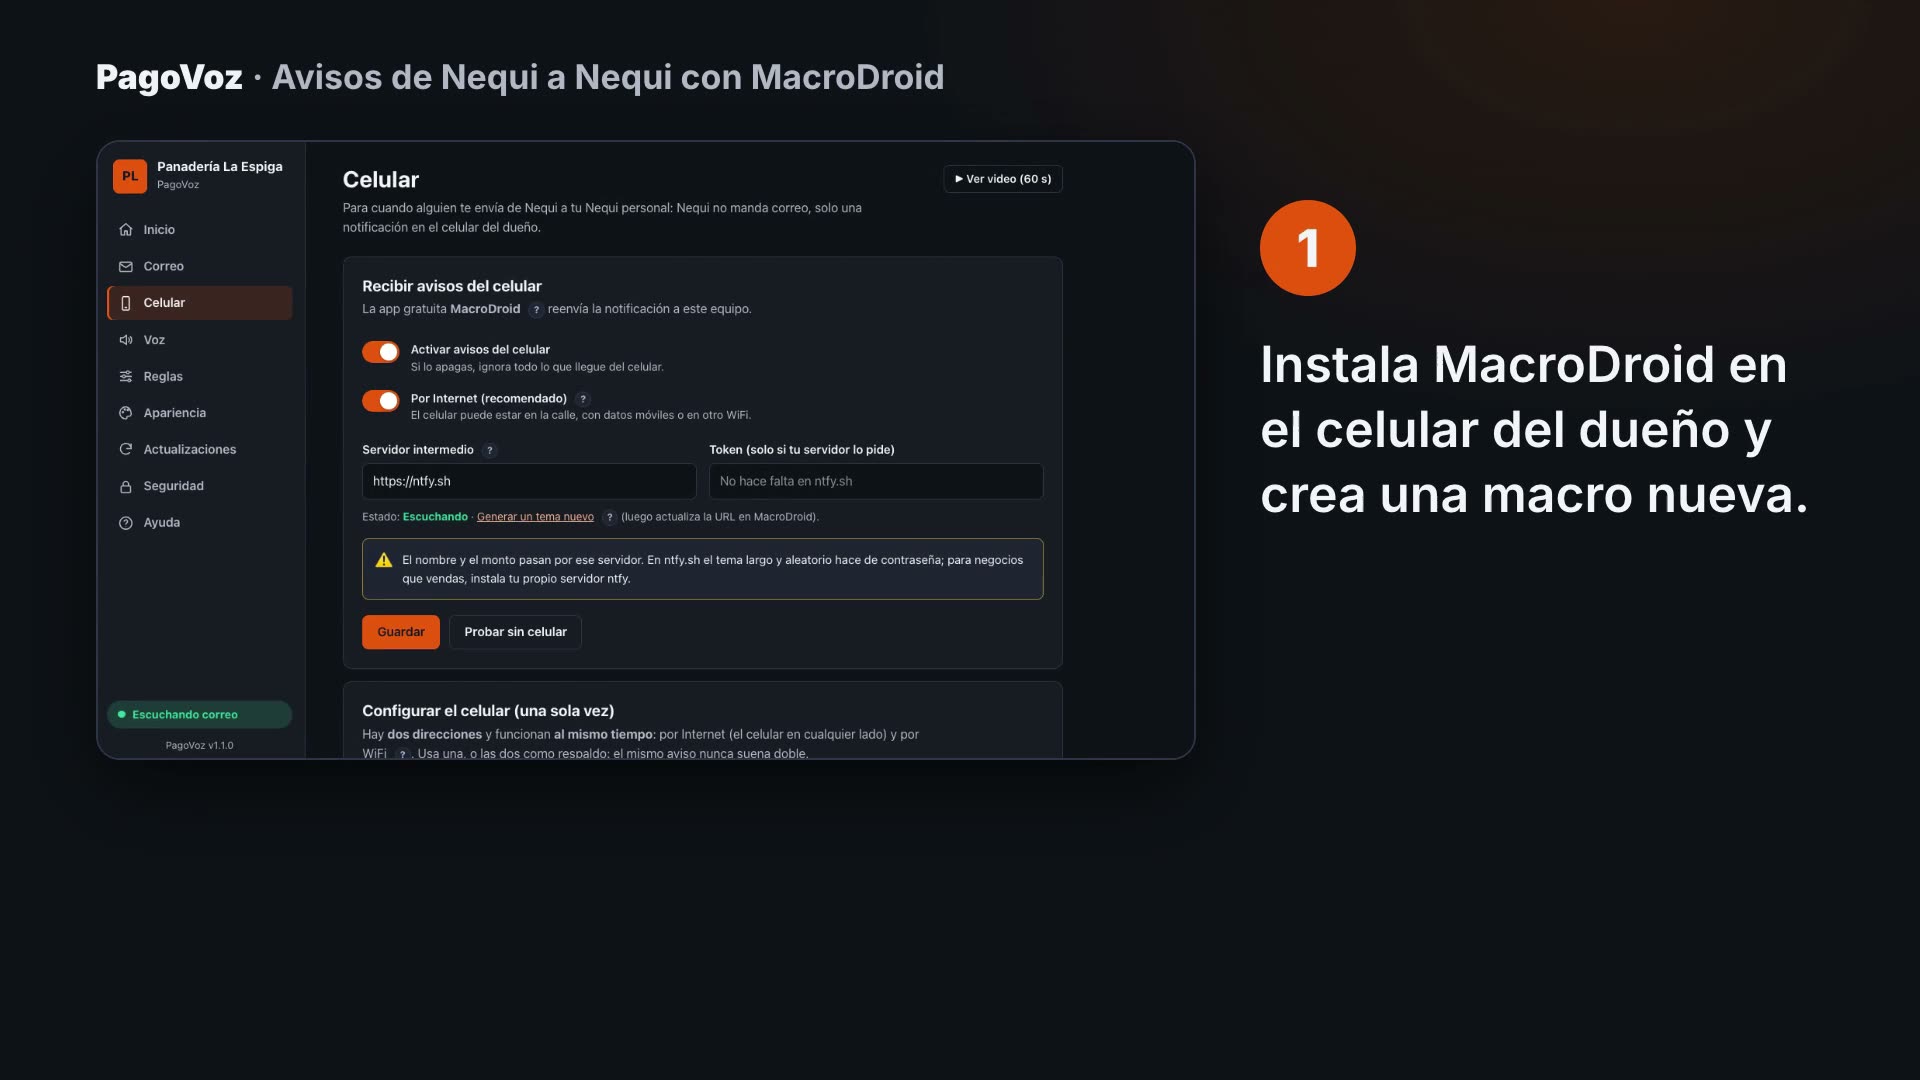 PagoVoz · Avisos de Nequi a Nequi con MacroDroid
PL
Panadería La Espiga
PagoVoz
Inicio
Correo
Celular
Voz
Reglas
Apariencia
Actualizaciones
Seguridad
Ayuda
Escuchando correo
PagoVoz v1.1.0
Celular
Ver video (60 s)
Para cuando alguien te envía de Nequi a tu Nequi personal: Nequi no manda correo, solo una
notificación en el celular del dueño.
Recibir avisos del celular
La app gratuita MacroDroid ? reenvía la notificación a este equipo.
Activar avisos del celular
Si lo apagas, ignora todo lo que llegue del celular.
Por Internet (recomendado) ?
El celular puede estar en la calle, con datos móviles o en otro WiFi.
Servidor intermedio ?
Token (solo si tu servidor lo pide)
https://ntfy.sh
No hace falta en ntfy.sh
Estado: Escuchando · Generar un tema nuevo ? (luego actualiza la URL en MacroDroid).
El nombre y el monto pasan por ese servidor. En ntfy.sh el tema largo y aleatorio hace de contraseña; para negocios
que vendas, instala tu propio servidor ntfy.
Guardar
Probar sin celular
Configurar el celular (una sola vez)
Hay dos direcciones y funcionan al mismo tiempo: por Internet (el celular en cualquier lado) y por
WiFi ? . Usa una, o las dos como respaldo: el mismo aviso nunca suena doble.
1
Instala MacroDroid en
el celular del dueño y
crea una macro nueva.